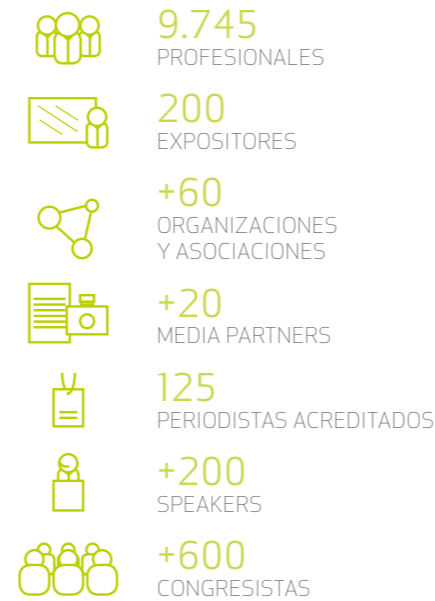 9.745
PROFESIONALES
200
EXPOSITORES
+60
ORGANIZACIONES
Y ASOCIACIONES
+20
MEDIA PARTNERS
125
PERIODISTAS ACREDITADOS
+200
SPEAKERS
+600
CONGRESISTAS